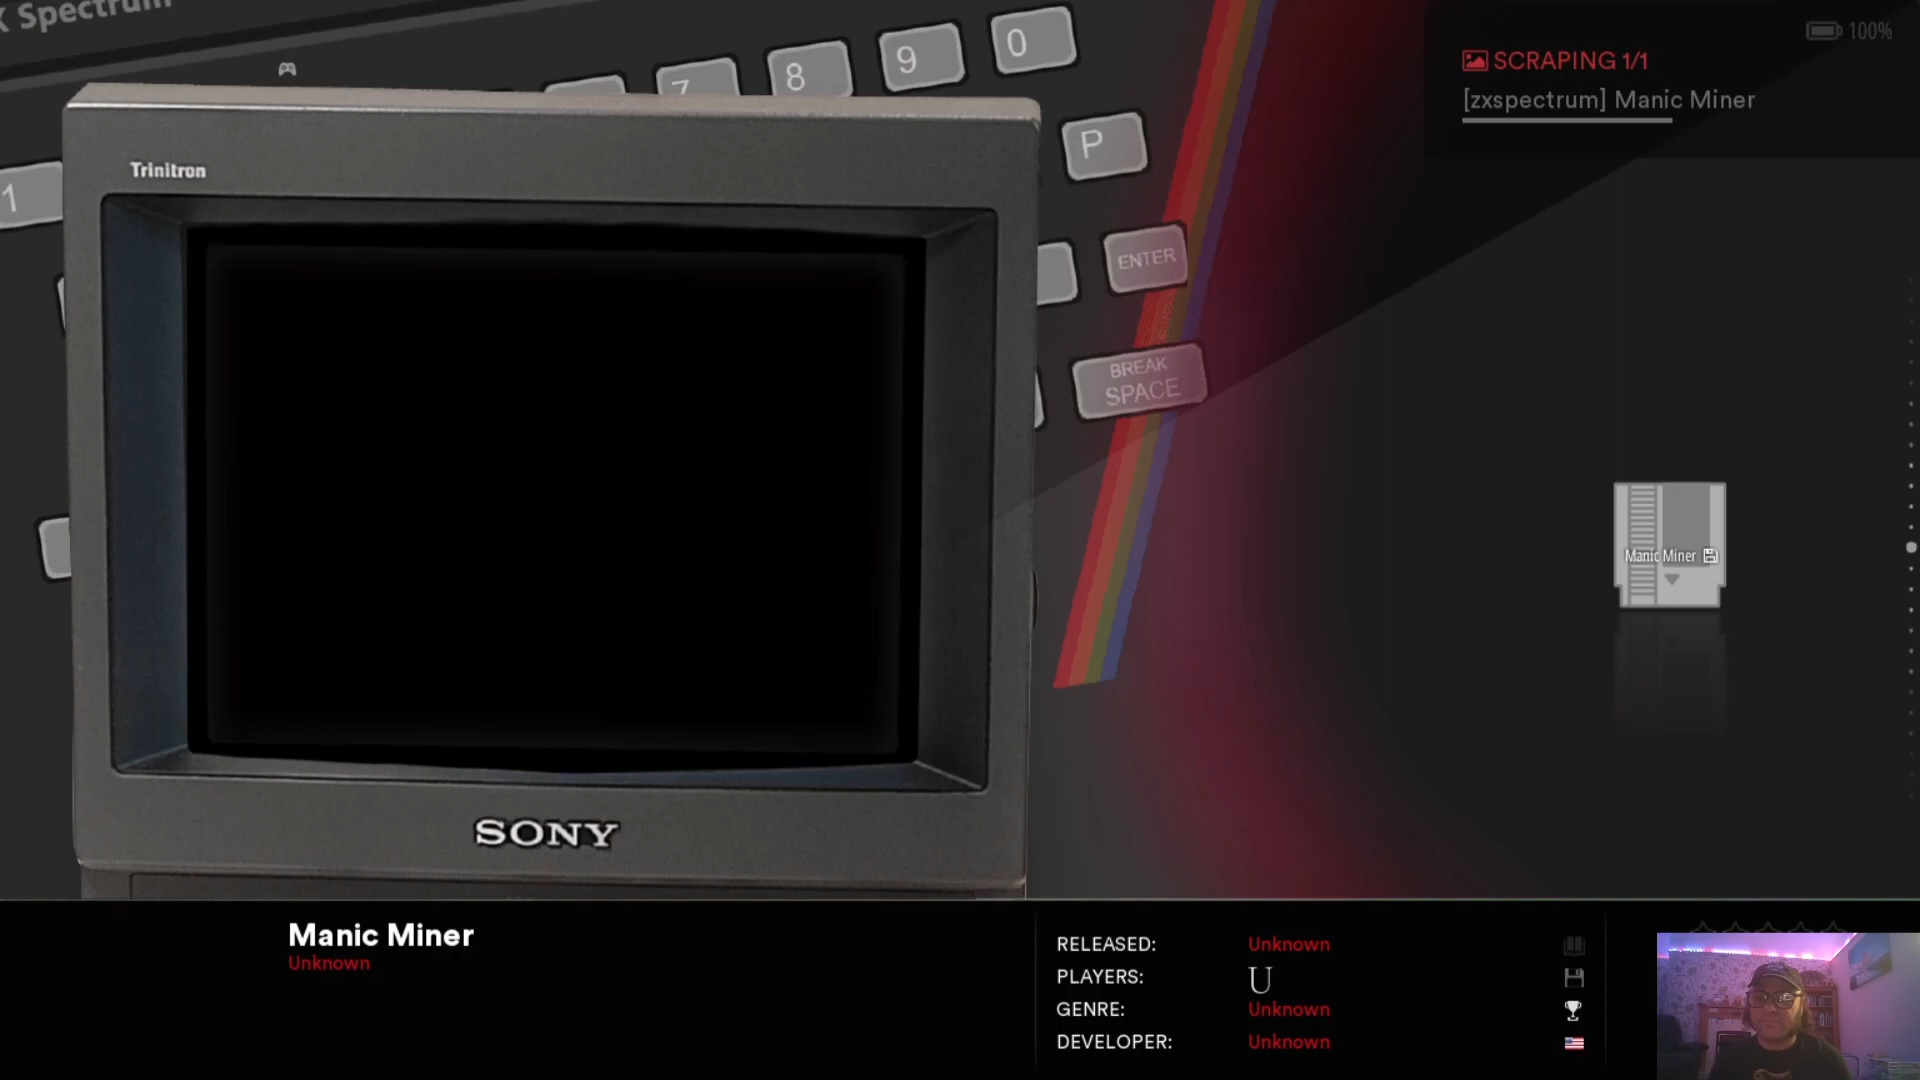 X Spectrum
100%
SCRAPING 1/1
[zxspectrum] Manic Miner
7
8
9
0
P
1
Trinitron
ENTER
BREAK
SPACE
Manic Miner
SONY
Manic Miner
Unknown
RELEASED: Unknown
PLAYERS: U
GENRE: Unknown
DEVELOPER: Unknown